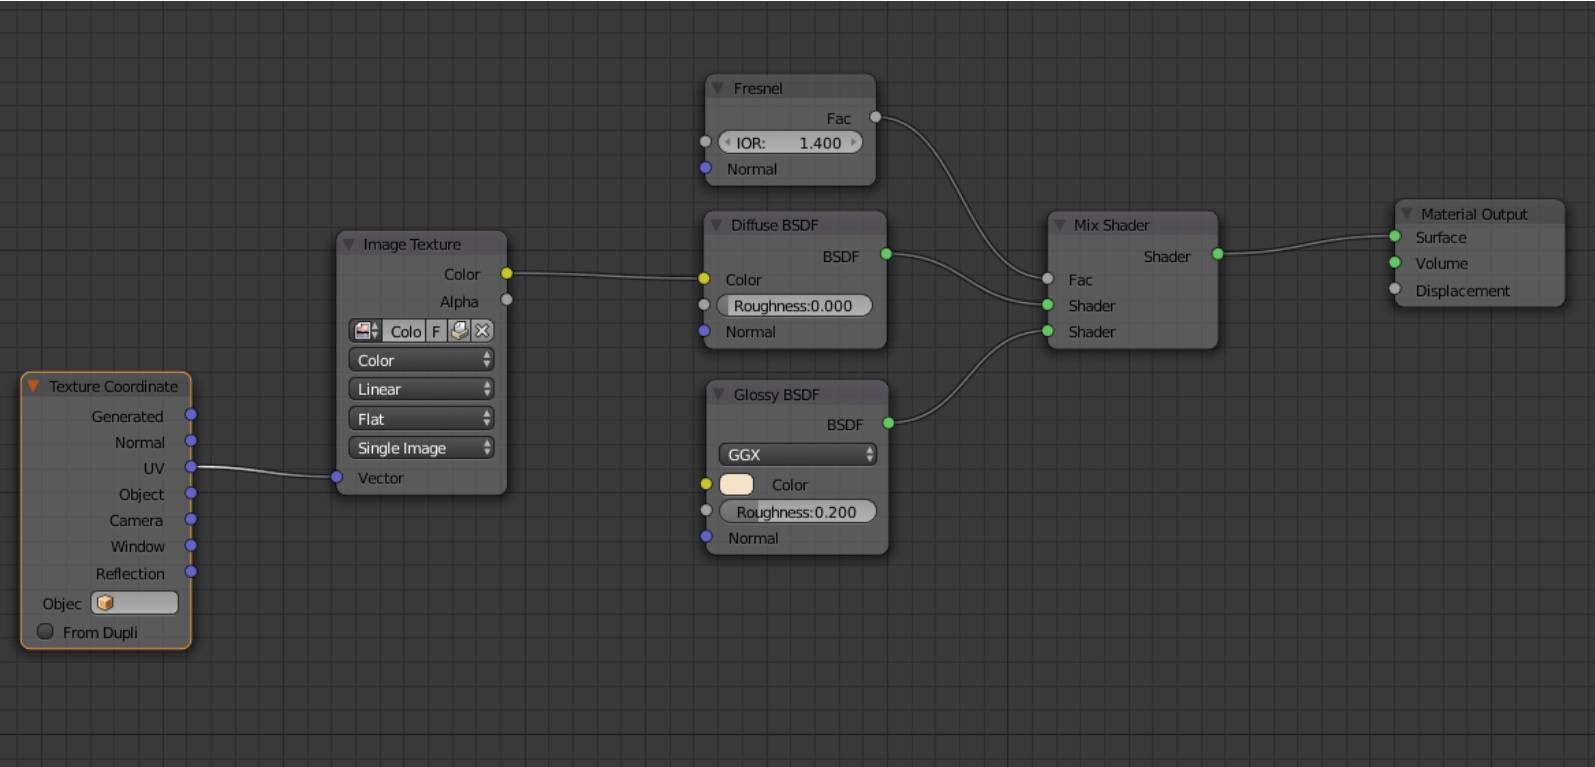 Fresnel
Fac
IOR: 1.400
Normal
Diffuse BSDF
BSDF
Color
Roughness:0.000
Normal
Glossy BSDF
BSDF
GGX
Color
Roughness:0.200
Normal
Mix Shader
Shader
Fac
Shader
Shader
Material Output
Surface
Volume
Displacement
Image Texture
Color
Alpha
Colo F
Color
Linear
Flat
Single Image
Vector
Texture Coordinate
Generated
Normal
UV
Object
Camera
Window
Reflection
Objec
From Dupli